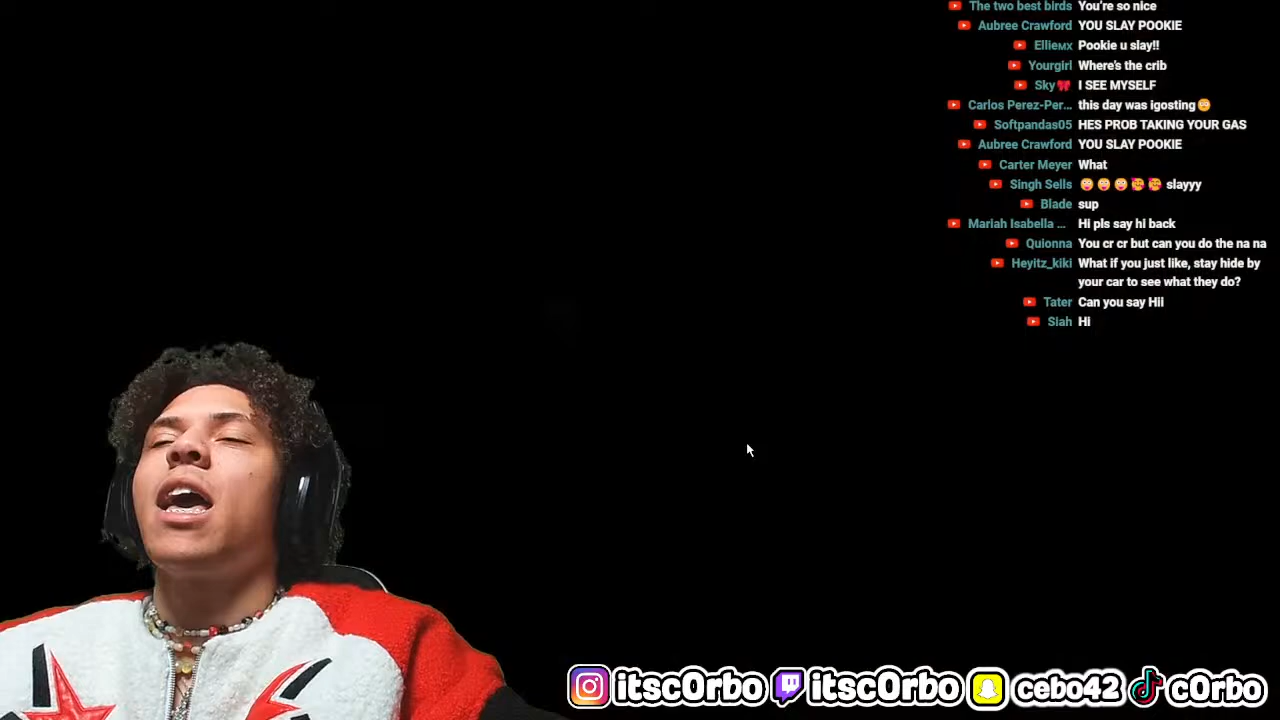 The two best birds You're so nice
Aubree Crawford YOU SLAY POOKIE
Elliemx Pookie u slay!!
Yourgirl Where's the crib
Sky🎀 I SEE MYSELF
Carlos Perez-Per... this day was igosting😳
Softpandas05 HES PROB TAKING YOUR GAS
Aubree Crawford YOU SLAY POOKIE
Carter Meyer What
Singh Sells slayyy
Blade sup
Mariah Isabella ... Hi pls say hi back
Quionna You cr cr but can you do the na na
Heyitz_kiki What if you just like, stay hide by
your car to see what they do?
Tater Can you say Hii
Siah Hi
itsc0rbo itsc0rbo cebo42 c0rbo